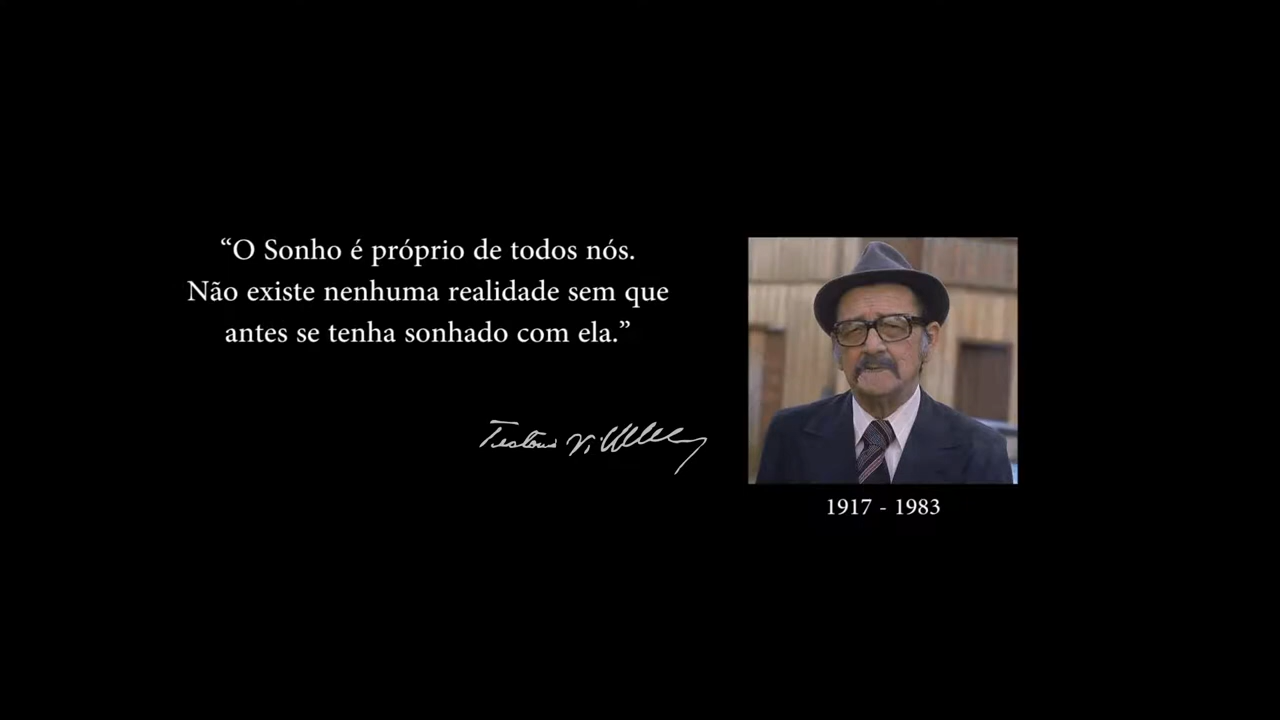 “O Sonho é próprio de todos nós.
Não existe nenhuma realidade sem que
antes se tenha sonhado com ela.”
1917 - 1983